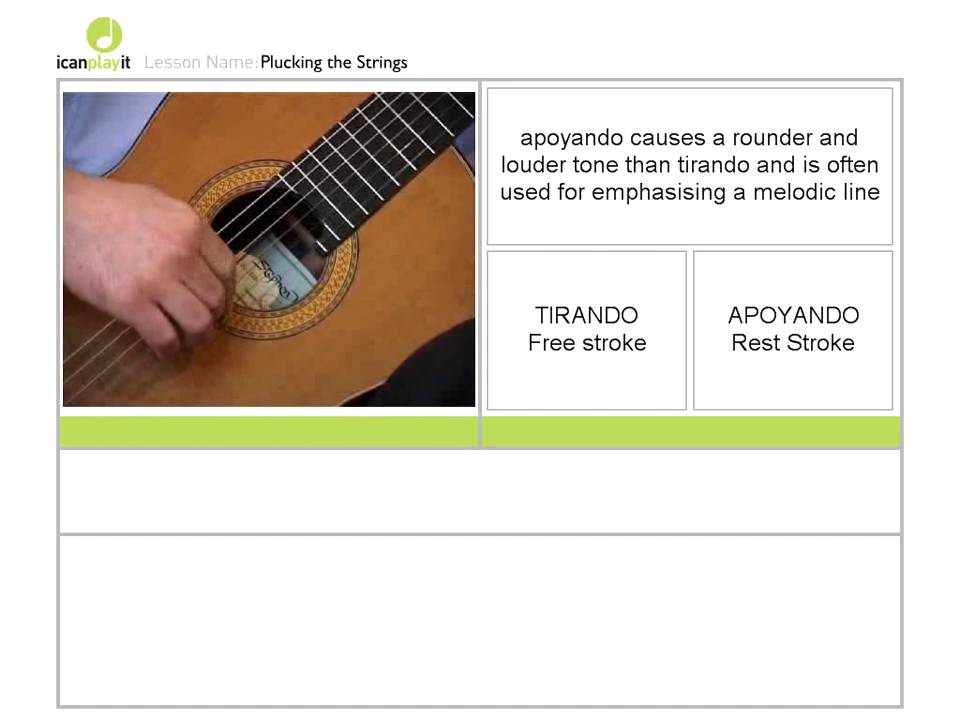 icanplayit Lesson Name: Plucking the Strings
apoyando causes a rounder and
louder tone than tirando and is often
used for emphasising a melodic line
TIRANDO
Free stroke
APOYANDO
Rest Stroke
Stephen